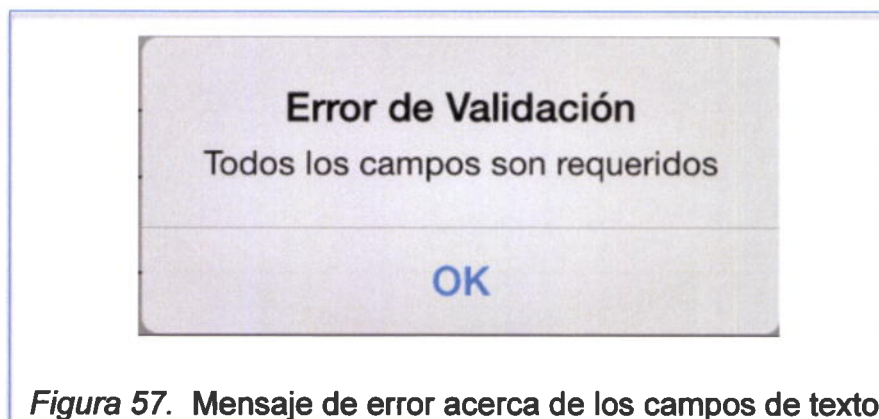 Error de Validación
Todos los campos son requeridos
OK
Figura 57. Mensaje de error acerca de los campos de texto